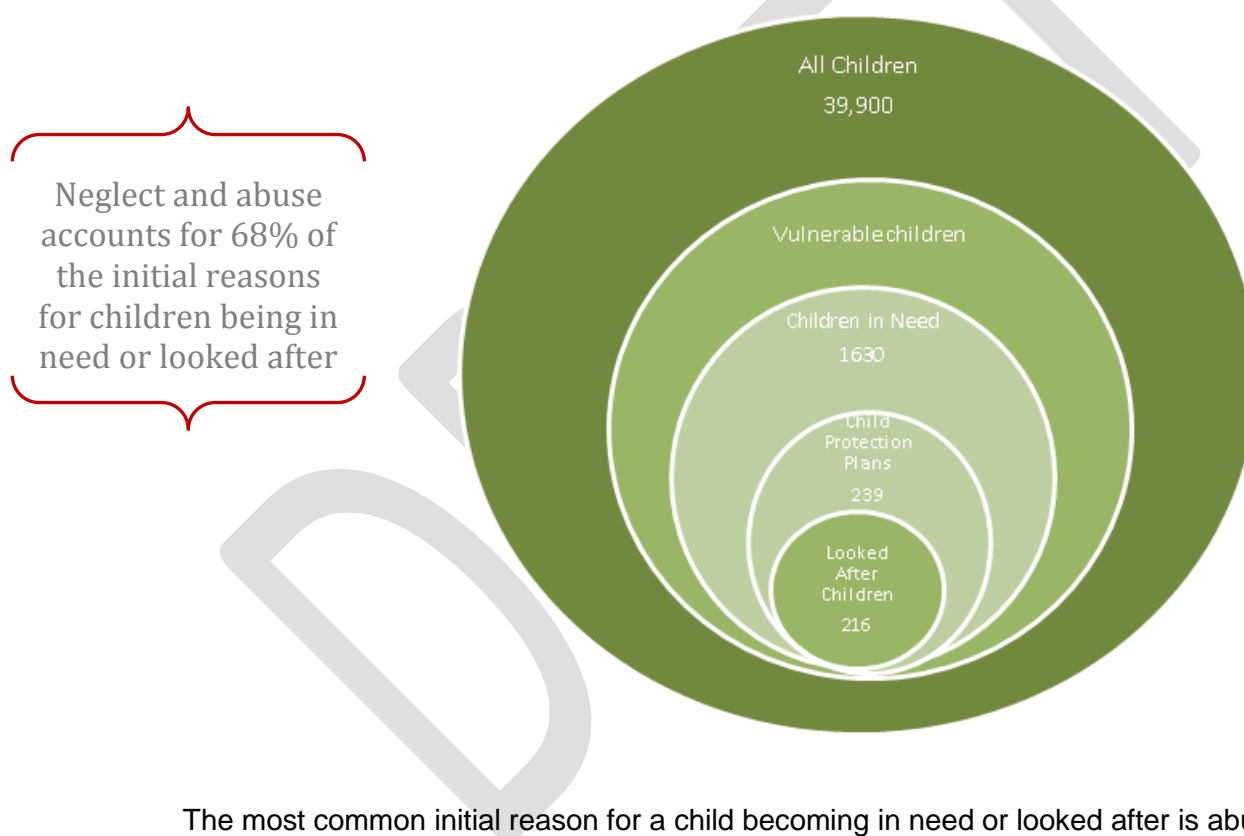 Neglect and abuse
accounts for 68% of
the initial reasons
for children being in
need or looked after
All Children
39,900
Vulnerablechildren
Children in Need
1630
Child
Protection
Plans
239
Looked
After
Children
216
The most common initial reason for a child becoming in need or looked after is